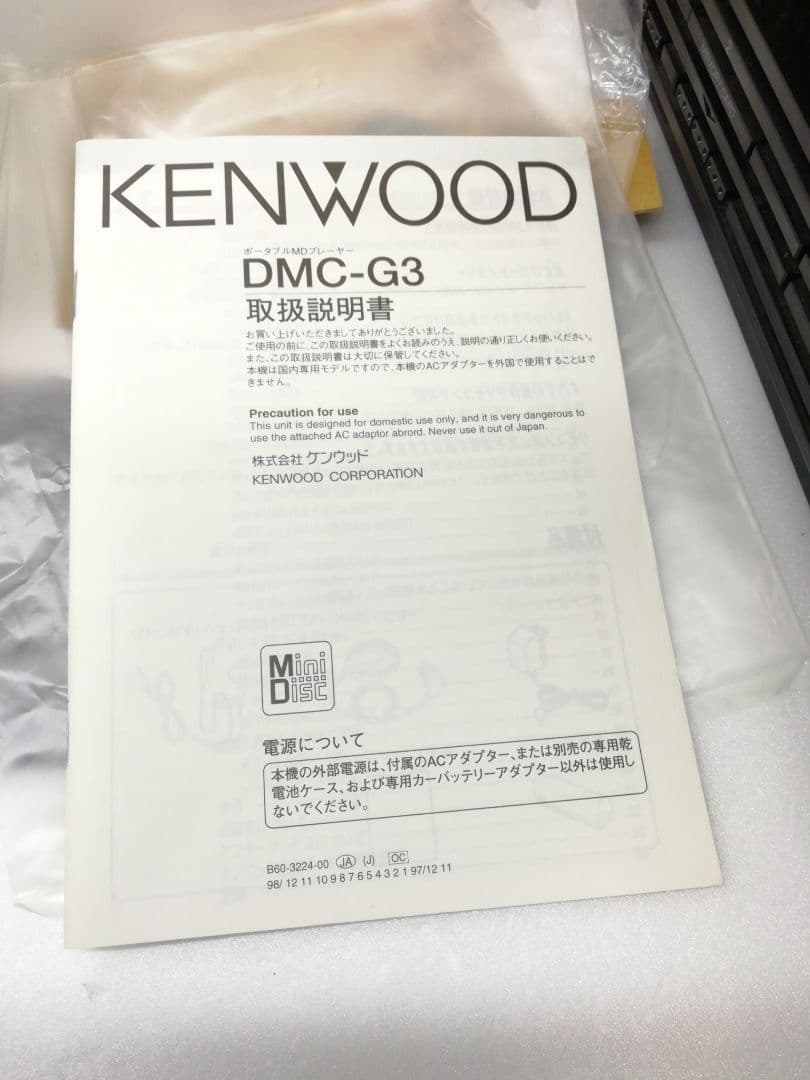 KENWOOD
ポータブルMDプレーヤー
DMC-G3
取扱説明書
お買い上げいただきましてありがとうございました。
ご使用の前に、この取扱説明書をよくお読みのうえ、説明の通り正しくお使いください。
また、この取扱説明書は大切に保管してください。
本機は国内専用モデルですので、本機のACアダプターを外国で使用することはで
きません。
Precaution for use
This unit is designed for domestic use only, and it is very dangerous to
use the attached AC adaptor abrord. Never use it out of Japan.
株式会社 ケンウッド
KENWOOD CORPORATION
Mini
Disc
電源について
本機の外部電源は、付属のACアダプター、または別売の専用乾
電池ケース、および専用カーバッテリーアダプター以外は使用し
ないでください。
B60-3224-00 JA (J) OC
98/ 12 11 10 9 8 7 6 5 4 3 2 1 97/12 11